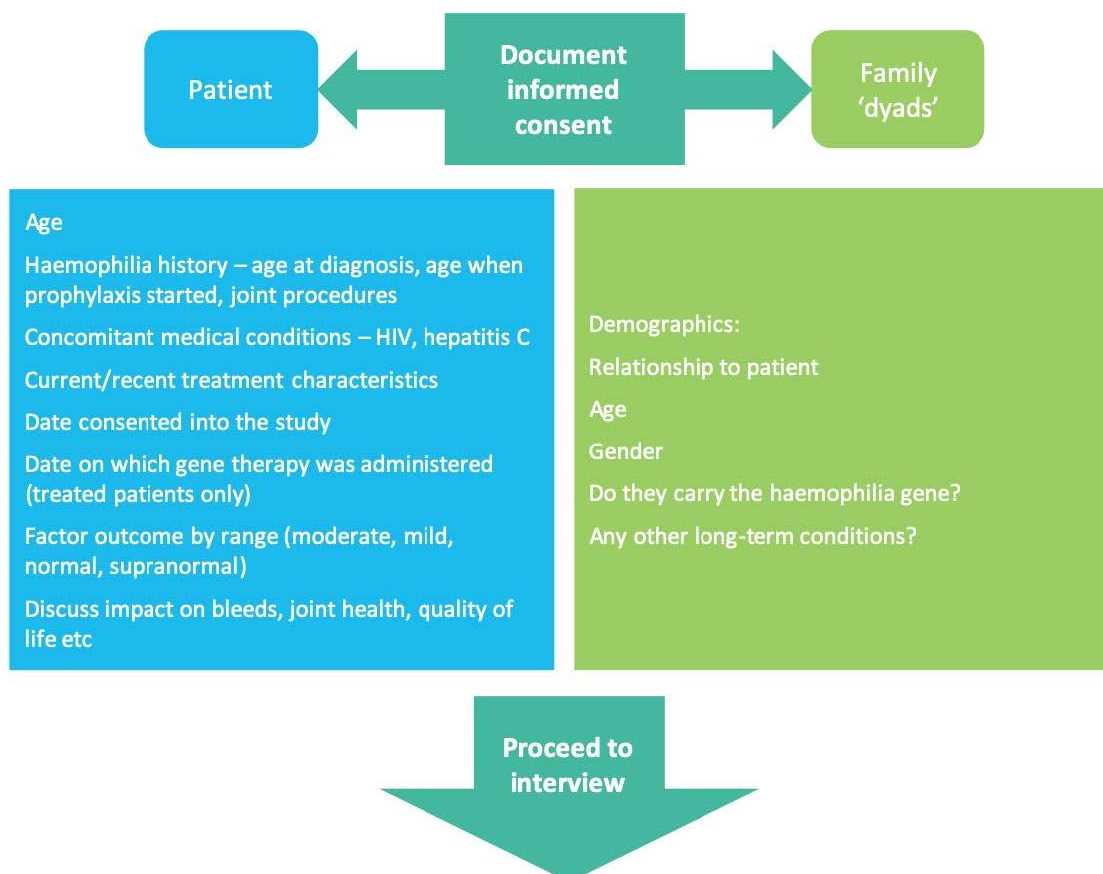 Patient
Document
informed
consent
Family
‘dyads’
Age
Haemophilia history – age at diagnosis, age when
prophylaxis started, joint procedures
Concomitant medical conditions – HIV, hepatitis C
Current/recent treatment characteristics
Date consented into the study
Date on which gene therapy was administered
(treated patients only)
Factor outcome by range (moderate, mild,
normal, supranormal)
Discuss impact on bleeds, joint health, quality of
life etc
Demographics:
Relationship to patient
Age
Gender
Do they carry the haemophilia gene?
Any other long-term conditions?
Proceed to
interview